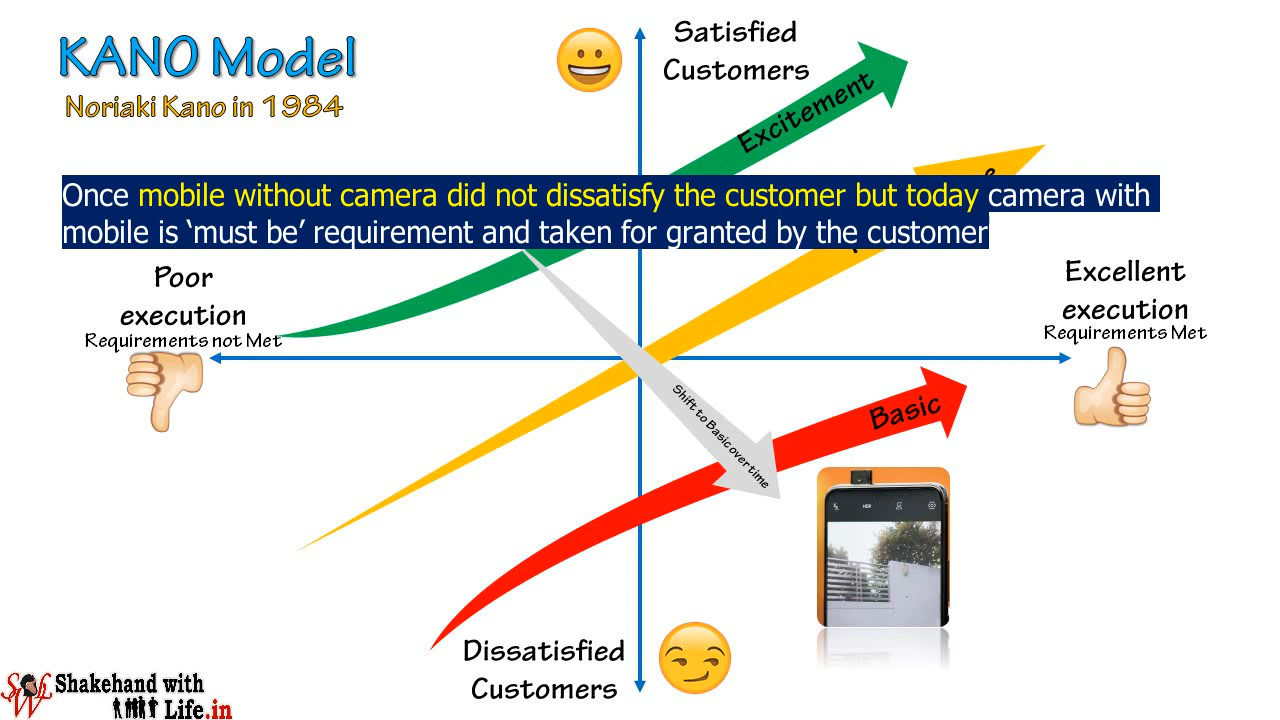 KANO Model
Noriaki Kano in 1984
Satisfied
Customers
Excitement
Once mobile without camera did not dissatisfy the customer but today camera with
mobile is ‘must be’ requirement and taken for granted by the customer
Poor
execution
Requirements not Met
Excellent
execution
Requirements Met
Shift to Basic over time
Basic
HDR
Dissatisfied
Customers
Shakehand with
Life.in